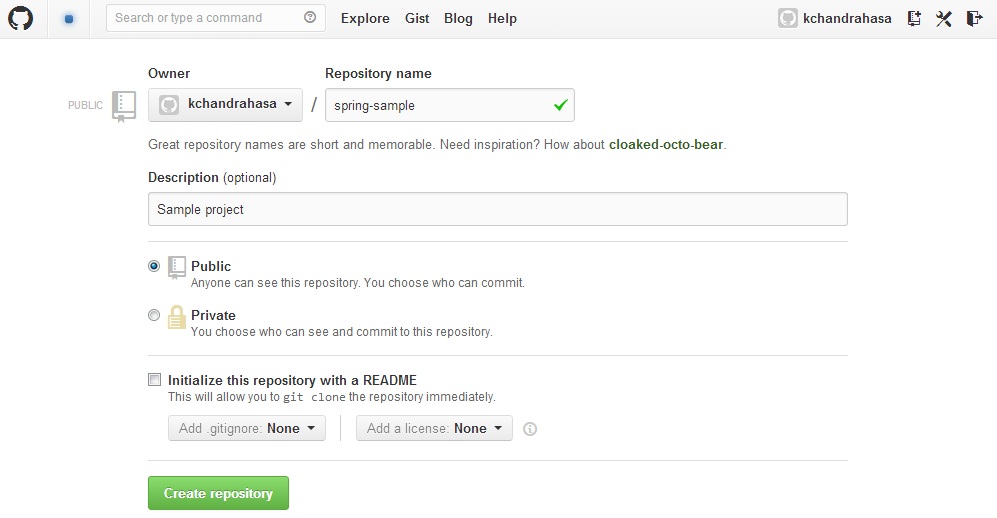 Search or type a command
Explore Gist Blog Help
kchandrahasa
Owner Repository name
PUBLIC kchandrahasa / spring-sample
Great repository names are short and memorable. Need inspiration? How about cloaked-octo-bear.
Description (optional)
Sample project
Public
Anyone can see this repository. You choose who can commit.
Private
You choose who can see and commit to this repository.
Initialize this repository with a README
This will allow you to git clone the repository immediately.
Add .gitignore: None Add a license: None
Create repository